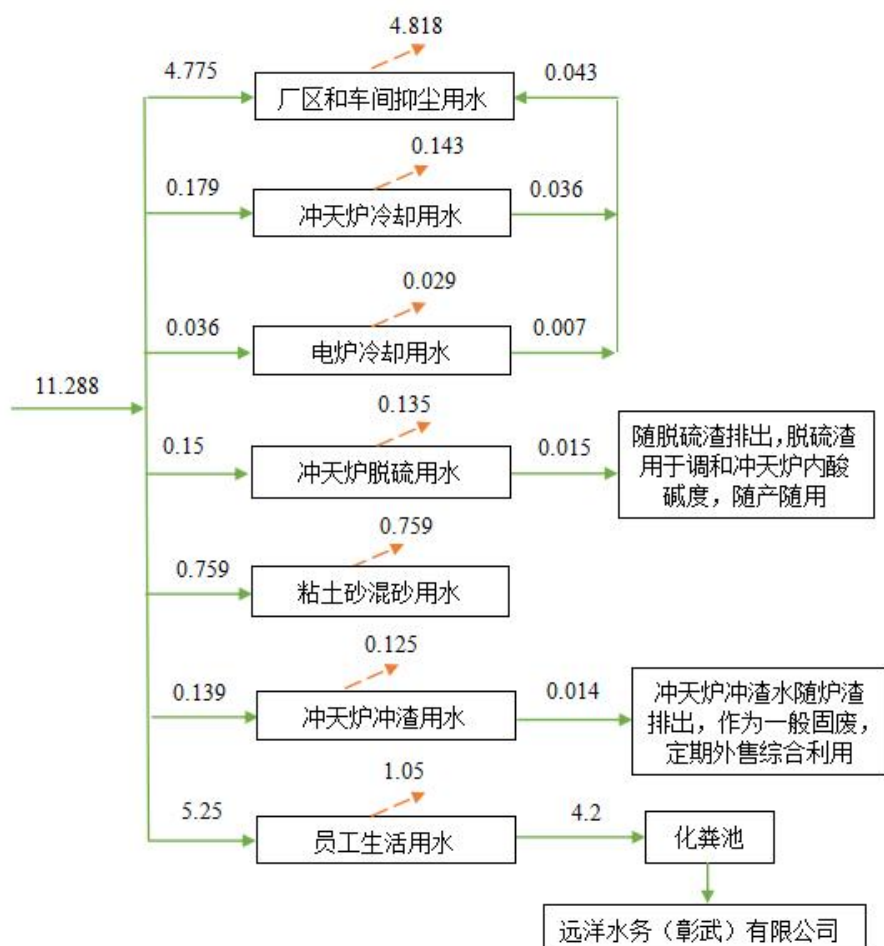 4.818
4.775
厂区和车间抑尘用水
0.043
0.143
0.179
冲天炉冷却用水
0.036
0.029
0.036
电炉冷却用水
0.007
11.288
0.135
0.15
冲天炉脱硫用水
0.015
随脱硫渣排出，脱硫渣
用于调和冲天炉内酸
碱度，随产随用
0.759
0.759
粘土砂混砂用水
0.125
0.139
冲天炉冲渣用水
0.014
冲天炉冲渣水随炉渣
排出，作为一般固废，
定期外售综合利用
1.05
5.25
员工生活用水
4.2
化粪池
远洋水务（彰武）有限公司